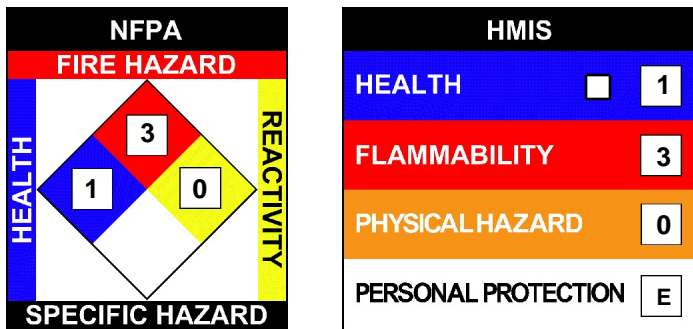 NFPA
FIRE HAZARD
HEALTH
3
1
0
REACTIVITY
SPECIFIC HAZARD
HMIS
HEALTH 1
FLAMMABILITY 3
PHYSICAL HAZARD 0
PERSONAL PROTECTION E